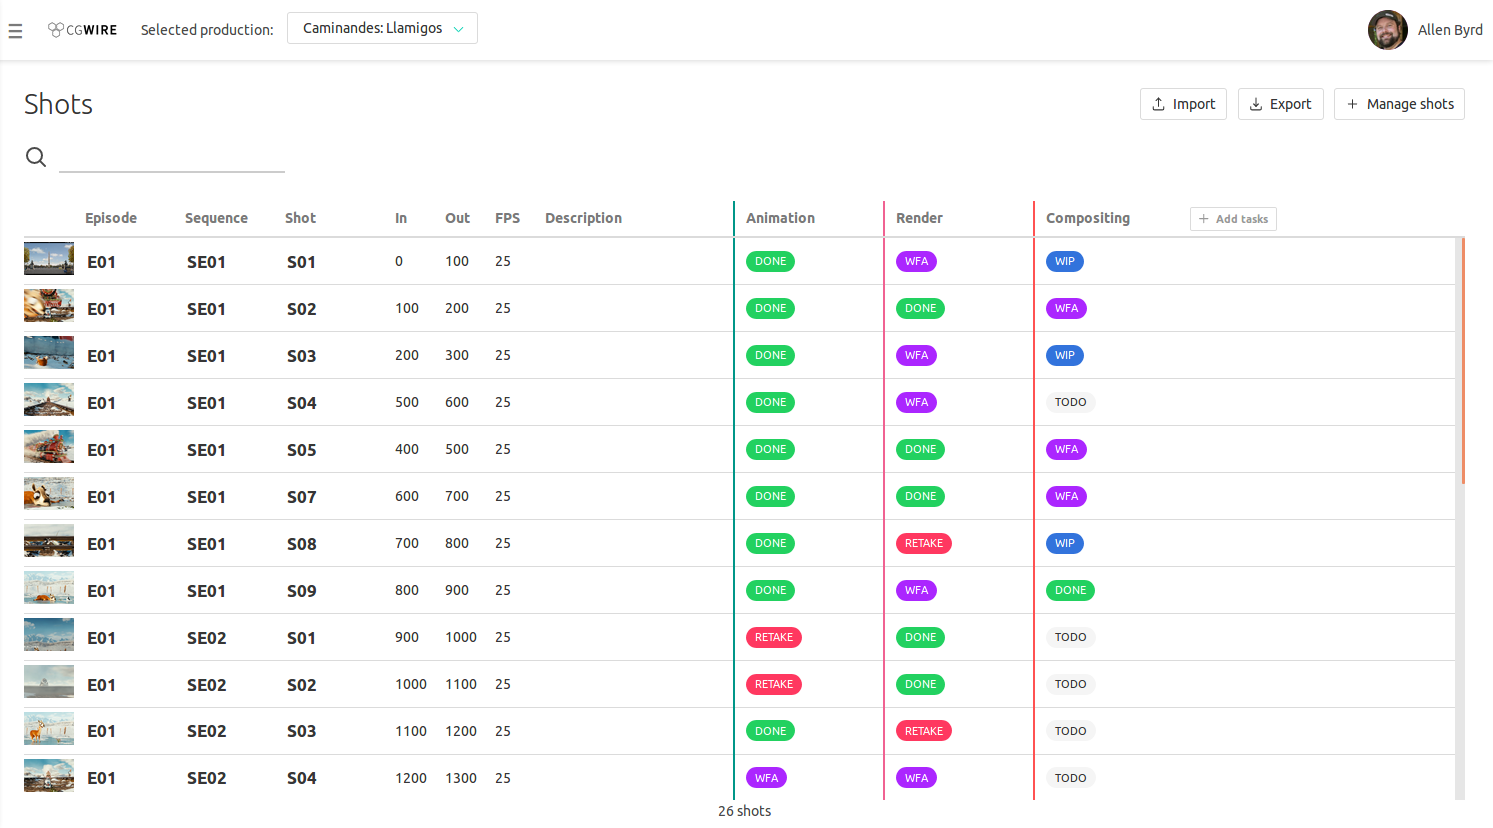 CGWIRE Selected production: Caminandes: Llamigos Allen Byrd
Shots Import Export + Manage shots
Episode Sequence Shot In Out FPS Description Animation Render Compositing + Add tasks
E01 SE01 S01 0 100 25 DONE WFA WIP
E01 SE01 S02 100 200 25 DONE DONE WFA
E01 SE01 S03 200 300 25 DONE WFA WIP
E01 SE01 S04 500 600 25 DONE WFA TODO
E01 SE01 S05 400 500 25 DONE DONE WFA
E01 SE01 S07 600 700 25 DONE DONE WFA
E01 SE01 S08 700 800 25 DONE RETAKE WIP
E01 SE01 S09 800 900 25 DONE WFA DONE
E01 SE02 S01 900 1000 25 RETAKE DONE TODO
E01 SE02 S02 1000 1100 25 RETAKE DONE TODO
E01 SE02 S03 1100 1200 25 DONE RETAKE TODO
E01 SE02 S04 1200 1300 25 WFA WFA TODO
26 shots